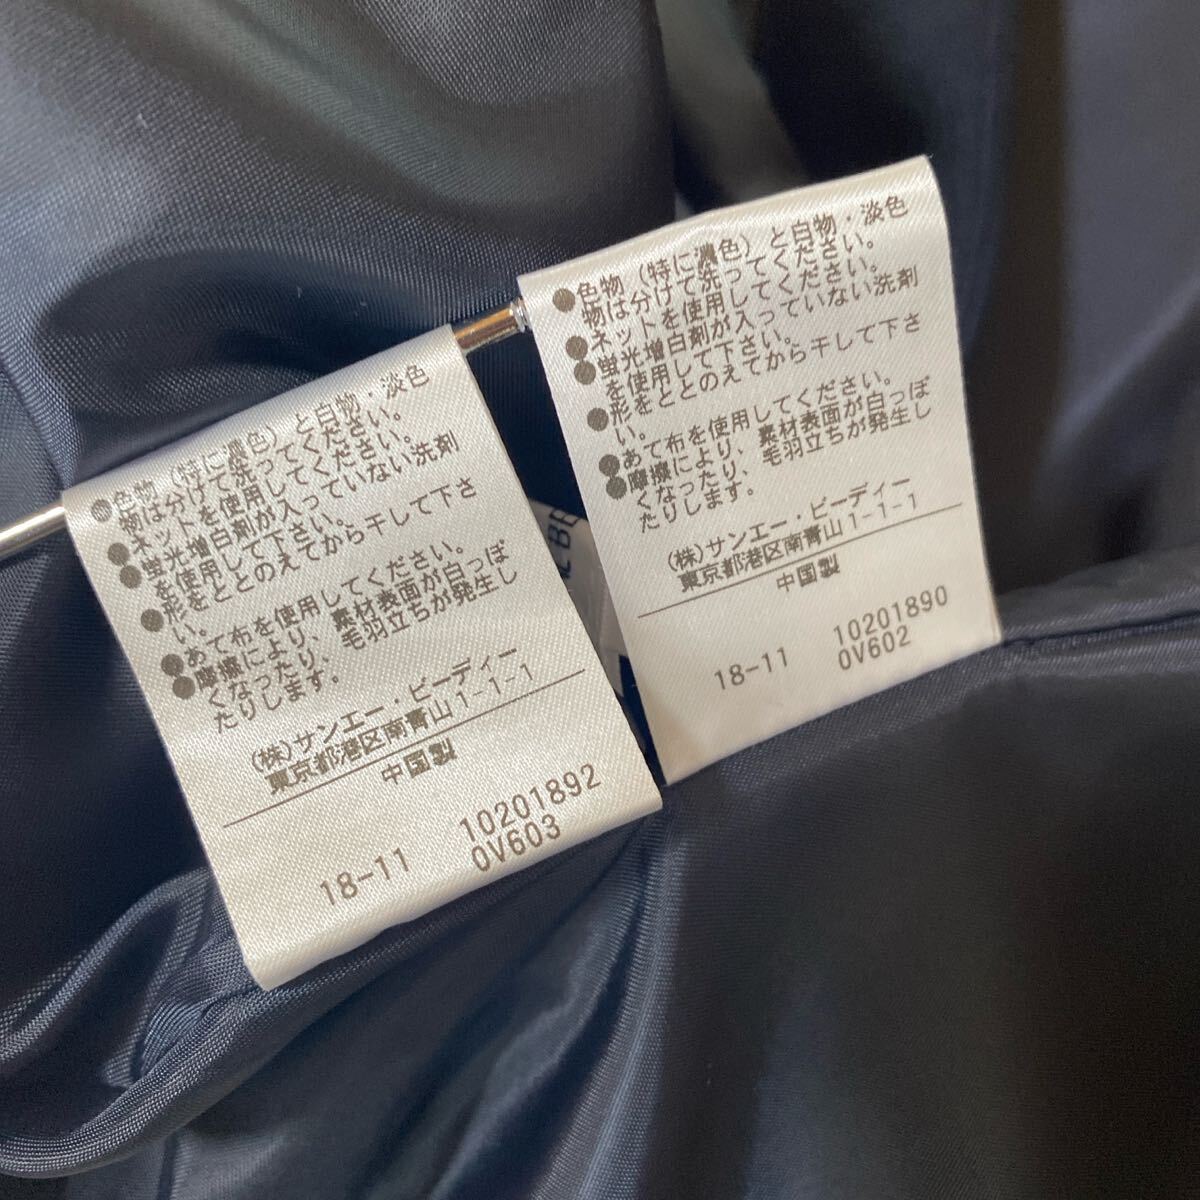 ●色物（特に濃色）と白物・淡色
物は分けて洗ってください。
●ネットを使用してください。
●蛍光増白剤が入っていない洗剤
を使用して下さい。
●形をととのえてから干して下さ
い。
●あて布を使用してください。
●摩擦により、素材表面が白っぽ
くなったり、毛羽立ちが発生し
たりします。
(株)サンエー・ビーディー
東京都港区南青山1-1-1
中国製
10201892
18-11 0V603
●色物（特に濃色）と白物・淡色
物は分けて洗ってください。
●ネットを使用してください。
●蛍光増白剤が入っていない洗剤
を使用して下さい。
●形をととのえてから干して下さ
い。
●あて布を使用してください。
●摩擦により、素材表面が白っぽ
くなったり、毛羽立ちが発生し
たりします。
(株)サンエー・ビーディー
東京都港区南青山1-1-1
中国製
10201890
18-11 0V602